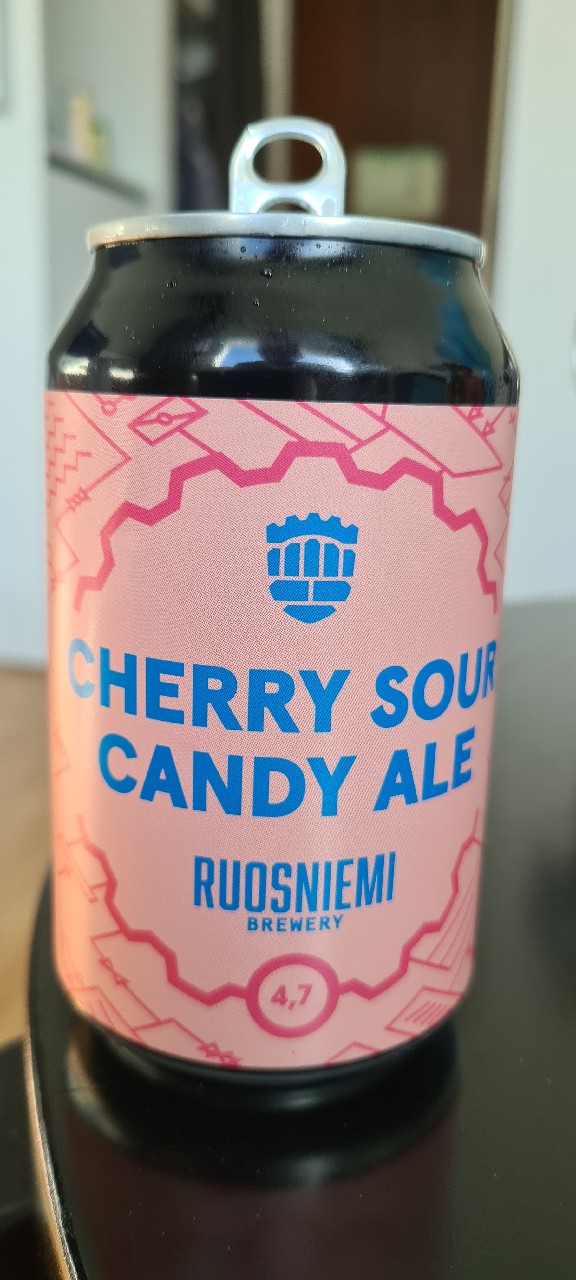 CHERRY SOUR
CANDY ALE
RUOSNIEMI
BREWERY
4,7